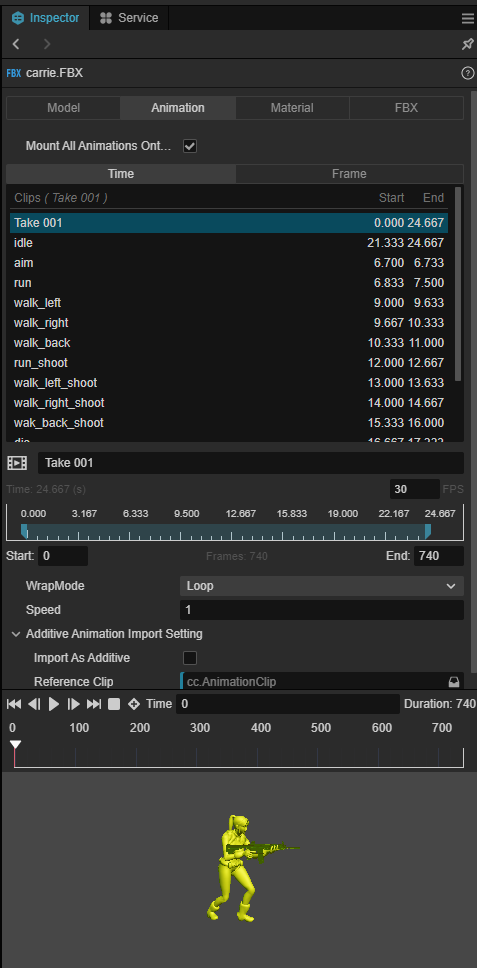 Inspector Service
FBX carrie.FBX
Model Animation Material FBX
Mount All Animations Ont...
Time Frame
Clips ( Take 001 ) Start End
Take 001 0.000 24.667
idle 21.333 24.667
aim 6.700 6.733
run 6.833 7.500
walk_left 9.000 9.633
walk_right 9.667 10.333
walk_back 10.333 11.000
run_shoot 12.000 12.667
walk_left_shoot 13.000 13.633
walk_right_shoot 14.000 14.667
wak_back_shoot 15.333 16.000
die 16.667 17.333
Take 001
Time: 24.667 (s) 30 FPS
0.000 3.167 6.333 9.500 12.667 15.833 19.000 22.167 24.667
Start: 0 Frames: 740 End: 740
WrapMode Loop
Speed 1
Additive Animation Import Setting
Import As Additive
Reference Clip cc.AnimationClip
Time 0 Duration: 740
0 100 200 300 400 500 600 700